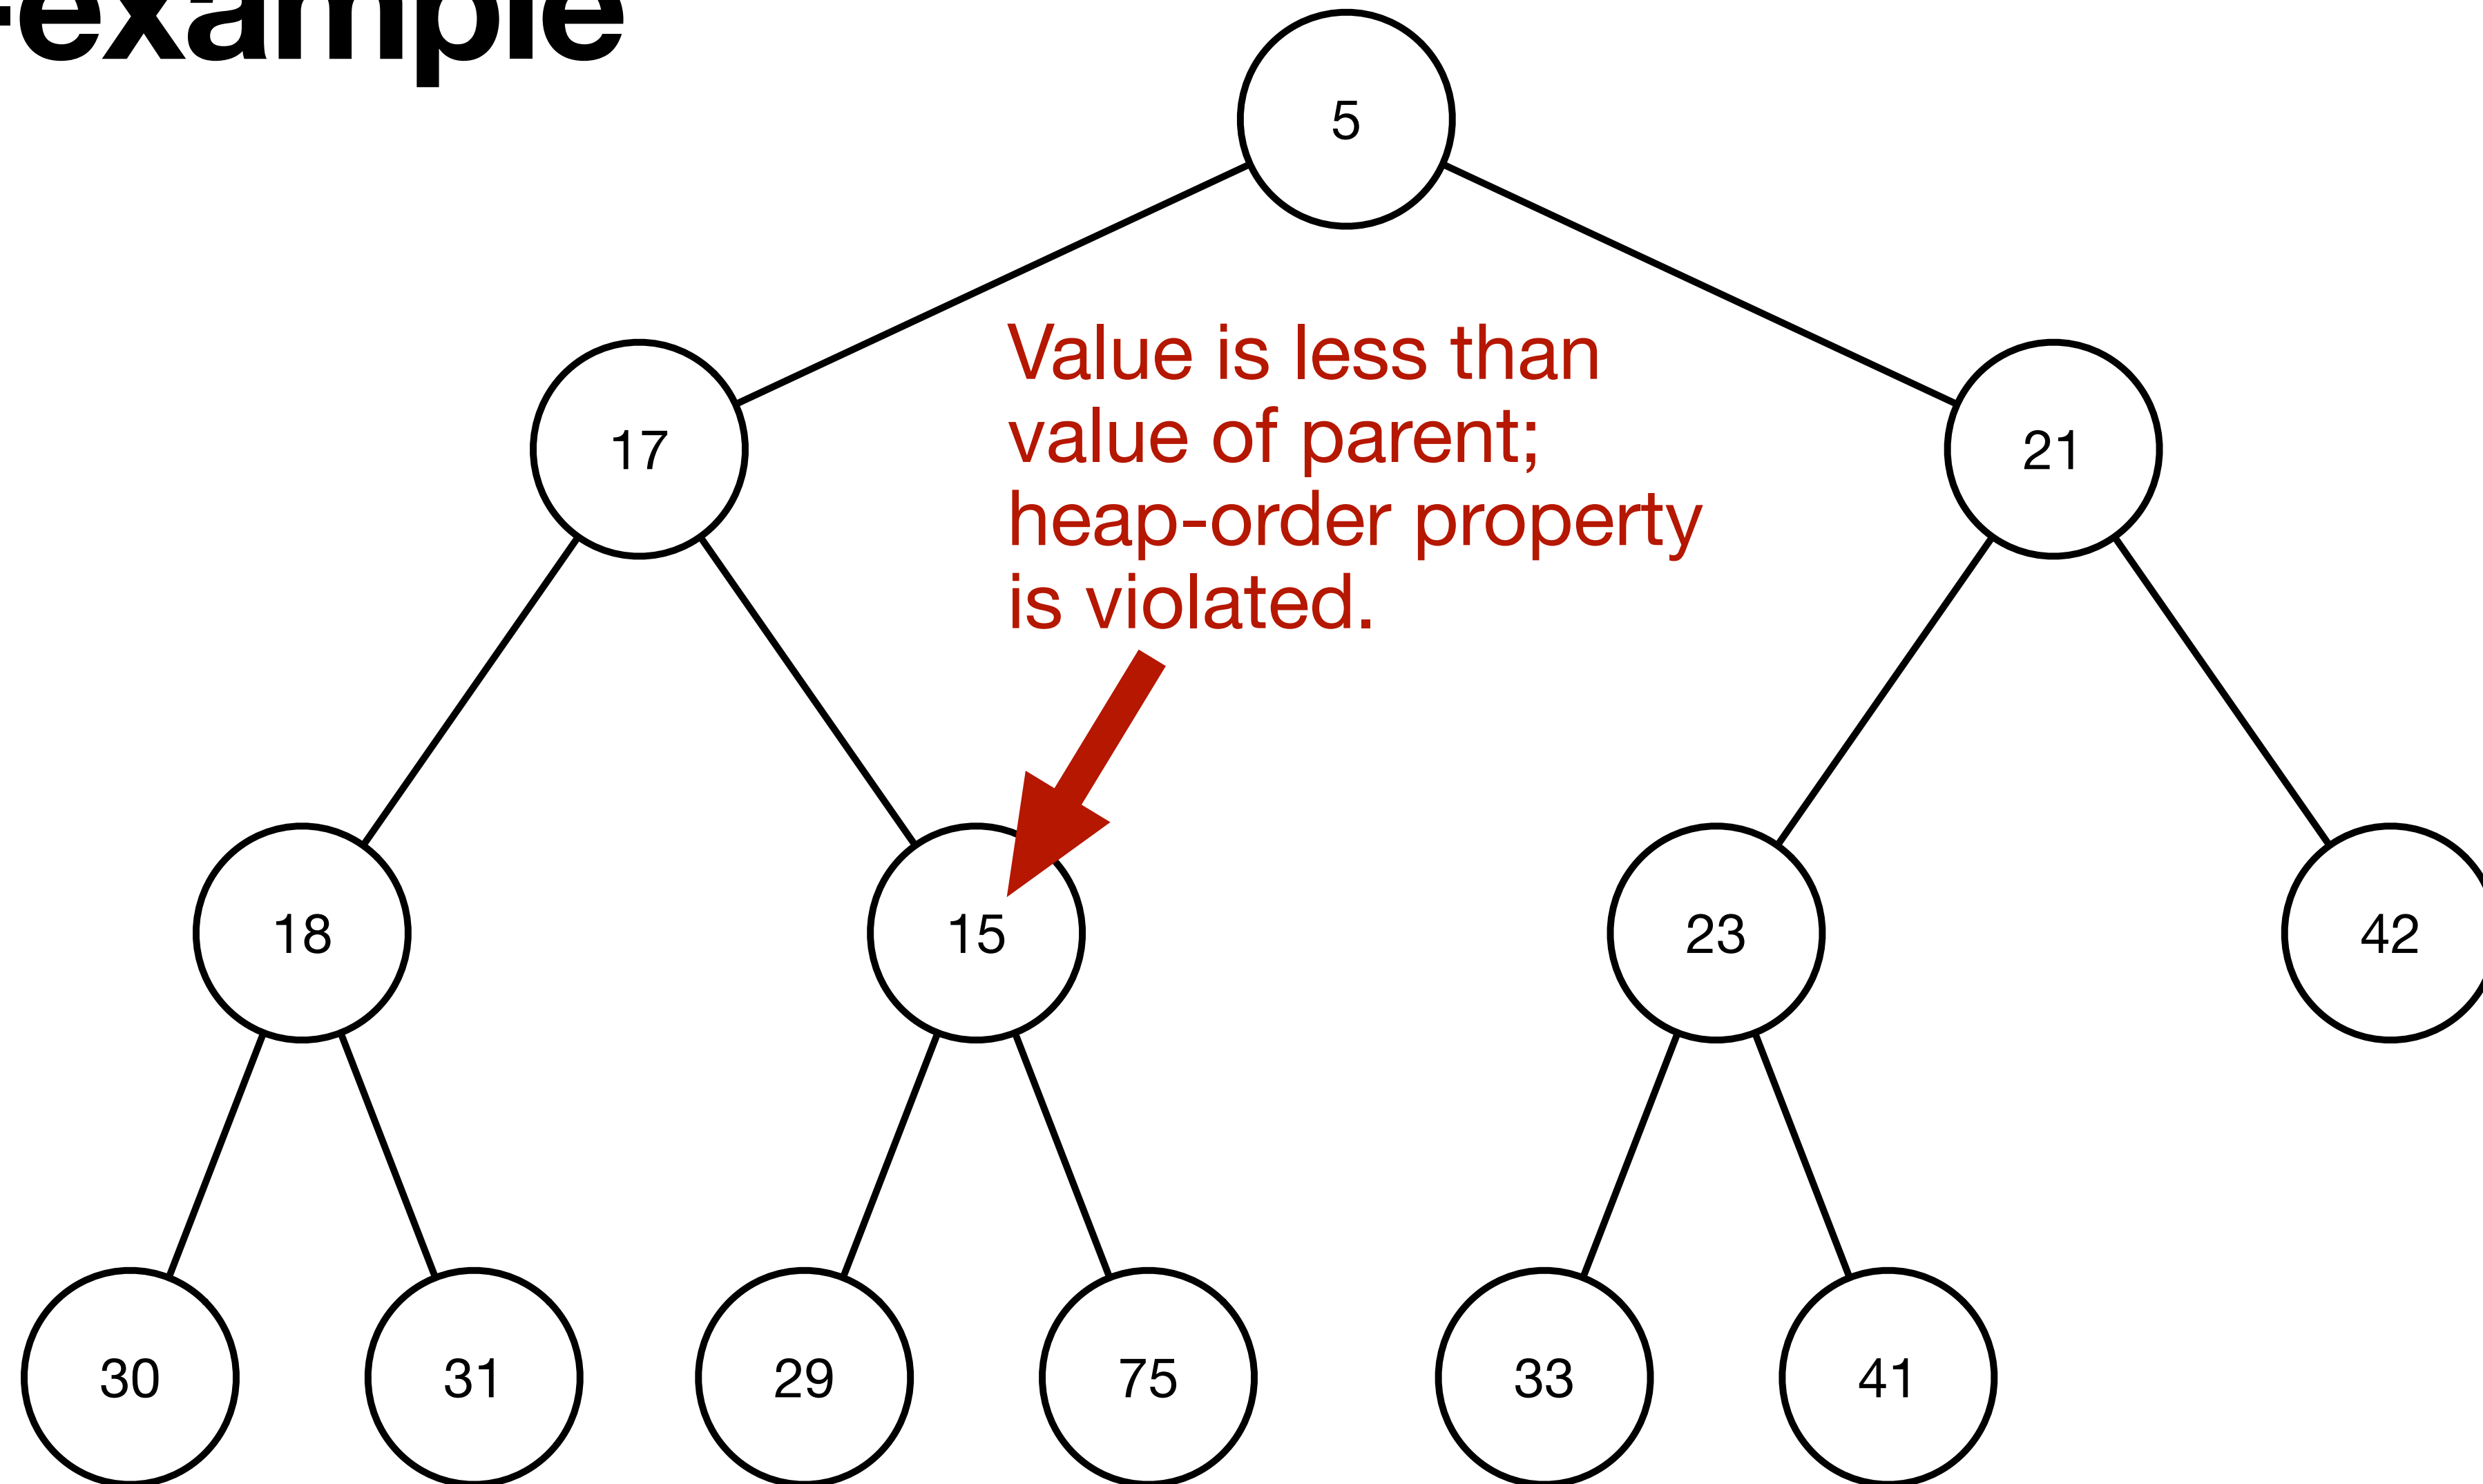 -example
5
Value is less than
value of parent;
heap-order property
is violated.
17
21
18
15
23
42
30
31
29
75
33
41